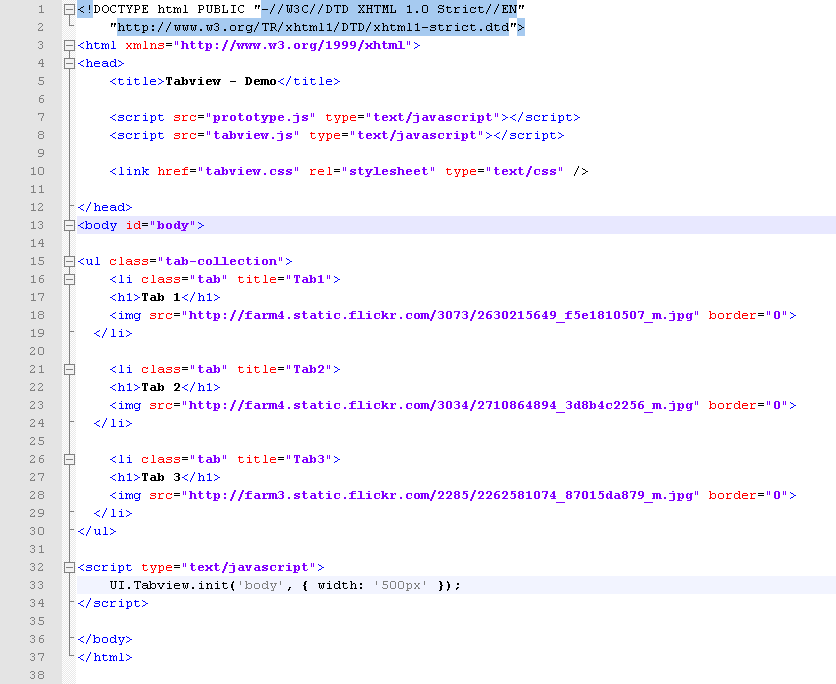 1 <!DOCTYPE html PUBLIC "-//W3C//DTD XHTML 1.0 Strict//EN"
2 "http://www.w3.org/TR/xhtml1/DTD/xhtml1-strict.dtd">
3 <html xmlns="http://www.w3.org/1999/xhtml">
4 <head>
5 <title>Tabview - Demo</title>
6
7 <script src="prototype.js" type="text/javascript"></script>
8 <script src="tabview.js" type="text/javascript"></script>
9
10 <link href="tabview.css" rel="stylesheet" type="text/css" />
11
12 </head>
13 <body id="body">
14
15 <ul class="tab-collection">
16 <li class="tab" title="Tab1">
17 <h1>Tab 1</h1>
18 <img src="http://farm4.static.flickr.com/3073/2630215649_f5e1810507_m.jpg" border="0">
19 </li>
20
21 <li class="tab" title="Tab2">
22 <h1>Tab 2</h1>
23 <img src="http://farm4.static.flickr.com/3034/2710864894_3d8b4c2256_m.jpg" border="0">
24 </li>
25
26 <li class="tab" title="Tab3">
27 <h1>Tab 3</h1>
28 <img src="http://farm3.static.flickr.com/2285/2262581074_87015da879_m.jpg" border="0">
29 </li>
30 </ul>
31
32 <script type="text/javascript">
33 UI.Tabview.init('body', { width: '500px' });
34 </script>
35
36 </body>
37 </html>
38